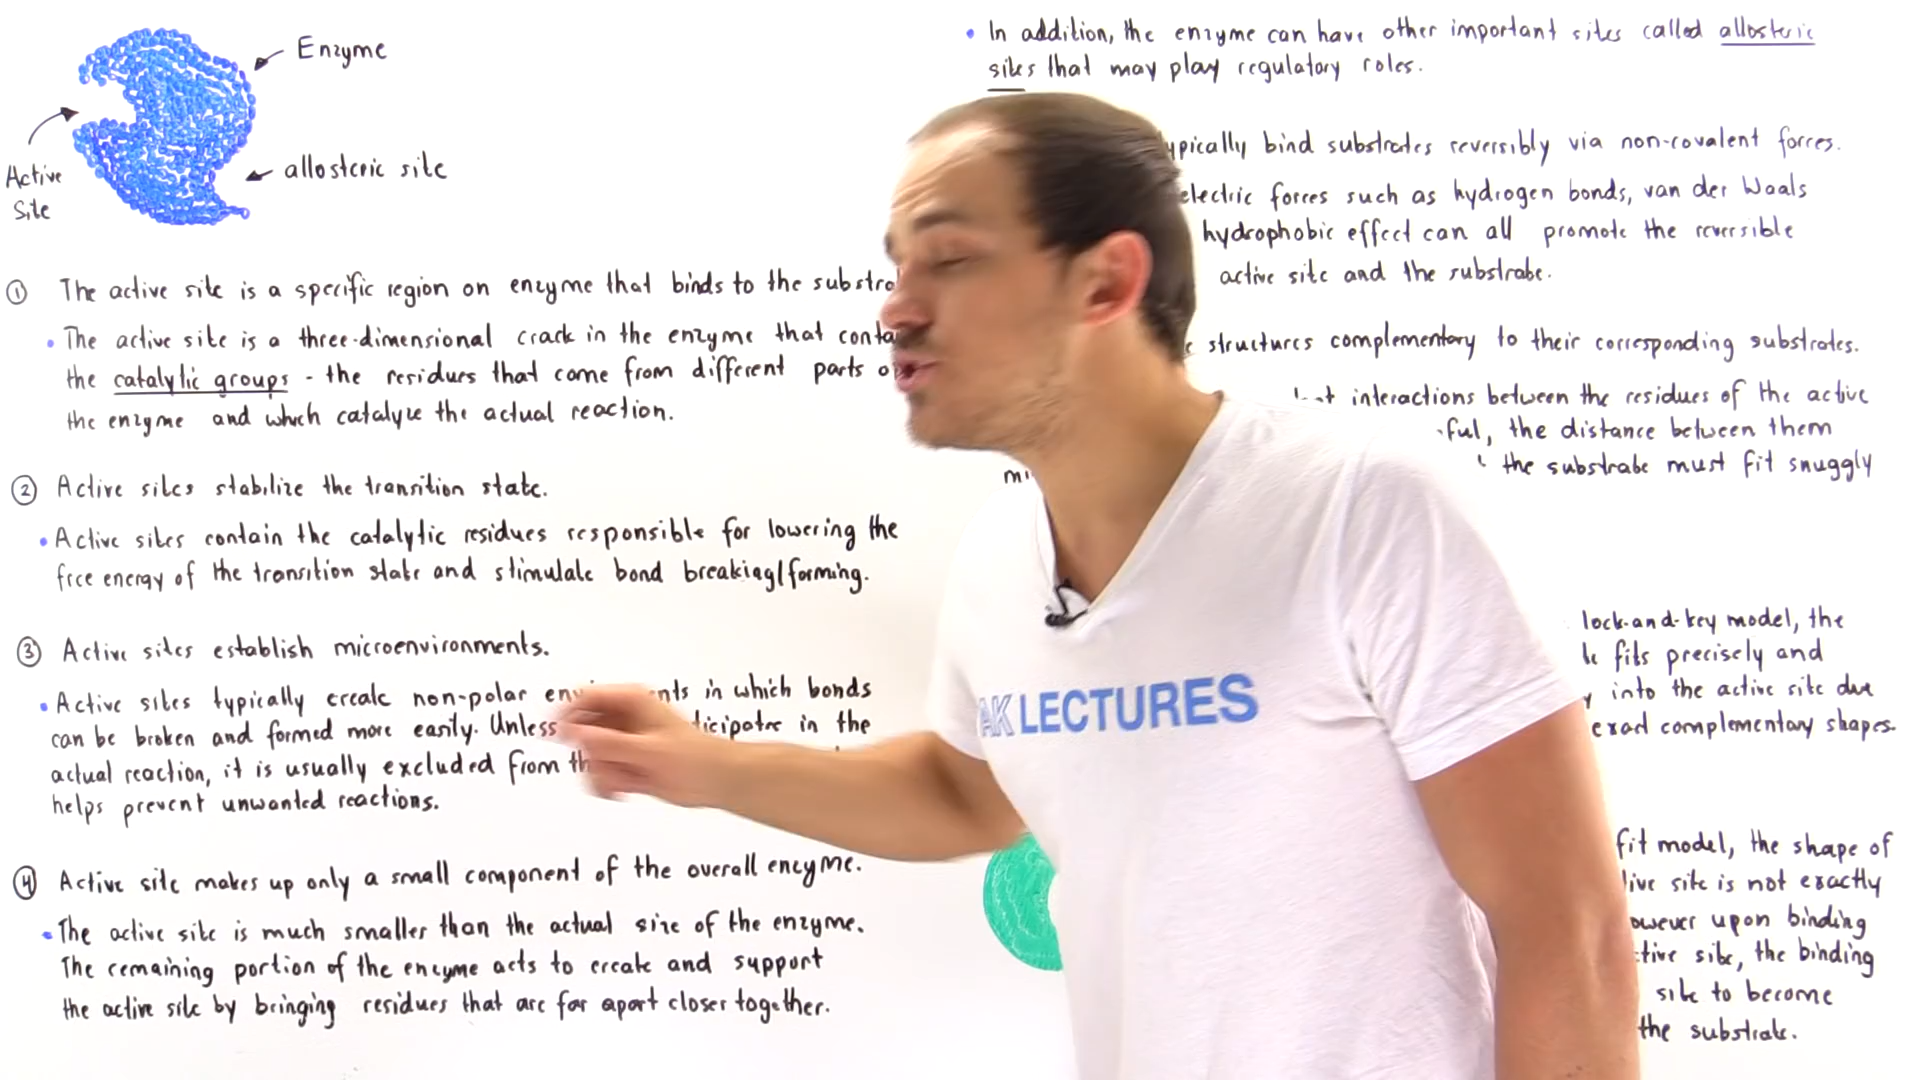 Enzyme
Active
Site
allosteric site
① The active site is a specific region on enzyme that binds to the
• The active site is a three-dimensional crack in the enzyme that
the catalytic groups - the residues that come from different parts
the enzyme and which catalyze the actual reaction.
② Active sites stabilize the transition state.
• Active sites contain the catalytic residues responsible for lowering the
free energy of the transition state and stimulate bond breaking/forming.
③ Active sites establish microenvironments.
• Active sites typically create non-polar in which bonds
can be broken and formed more easily. Unless in the
actual reaction, it is usually excluded from
helps prevent unwanted reactions.
④ Active site makes up only a small component of the overall enzyme.
• The active site is much smaller than the actual size of the enzyme.
The remaining portion of the enzyme acts to create and support
the active site by bringing residues that are far apart closer together.
• In addition, the enzyme can have other important sites called allosteric
sites that may play regulatory roles.
bind substrates reversibly via non-covalent forces.
electric forces such as hydrogen bonds, van der Waals
hydrophobic effect can all promote the reversible
active site and the substrate.
structures complementary to their corresponding substrates.
interactions between the residues of the active
the distance between them
the substrate must fit snuggly
lock-and-key model, the
fits precisely and
into the active site due
exact complementary shapes.
fit model, the shape of
site is not exactly
upon binding
site, the binding
site to become
the substrate.
AK LECTURES